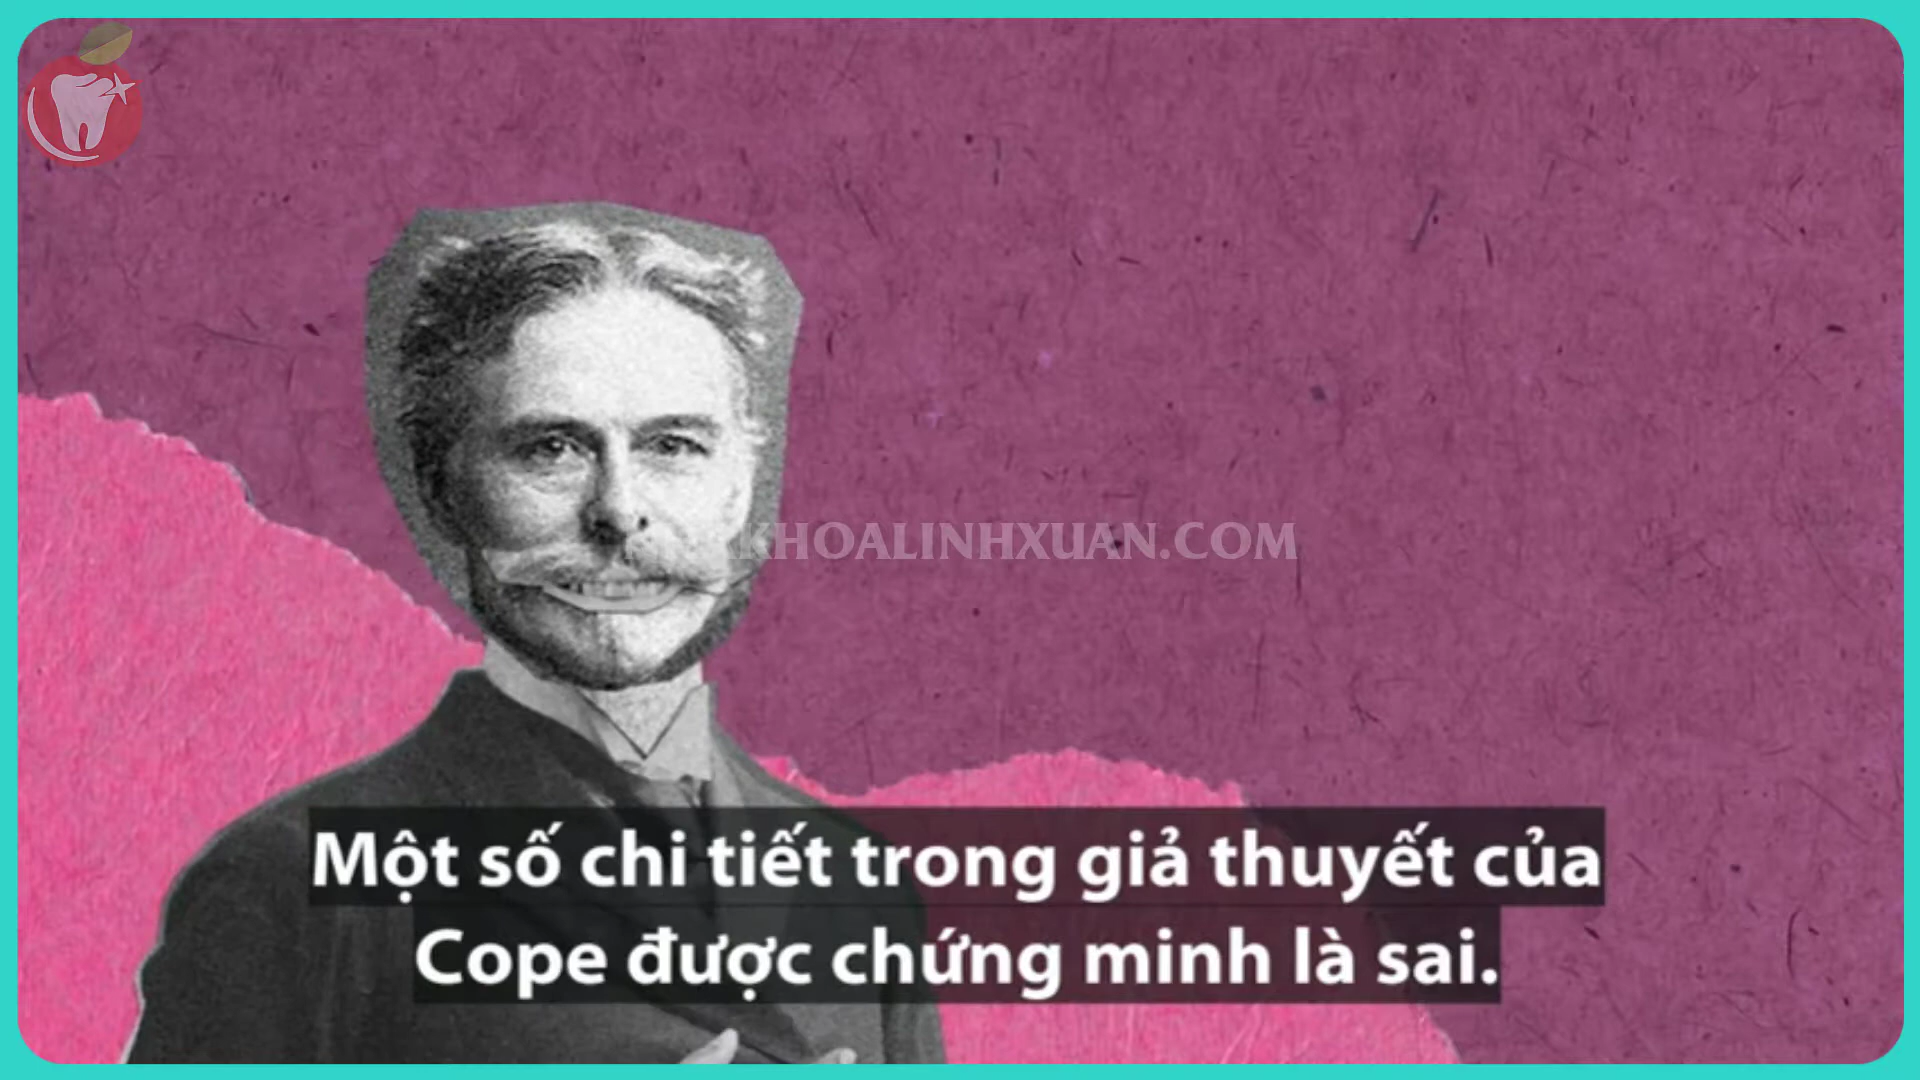 KHOALINHXUAN.COM
Một số chi tiết trong giả thuyết của
Cope được chứng minh là sai.